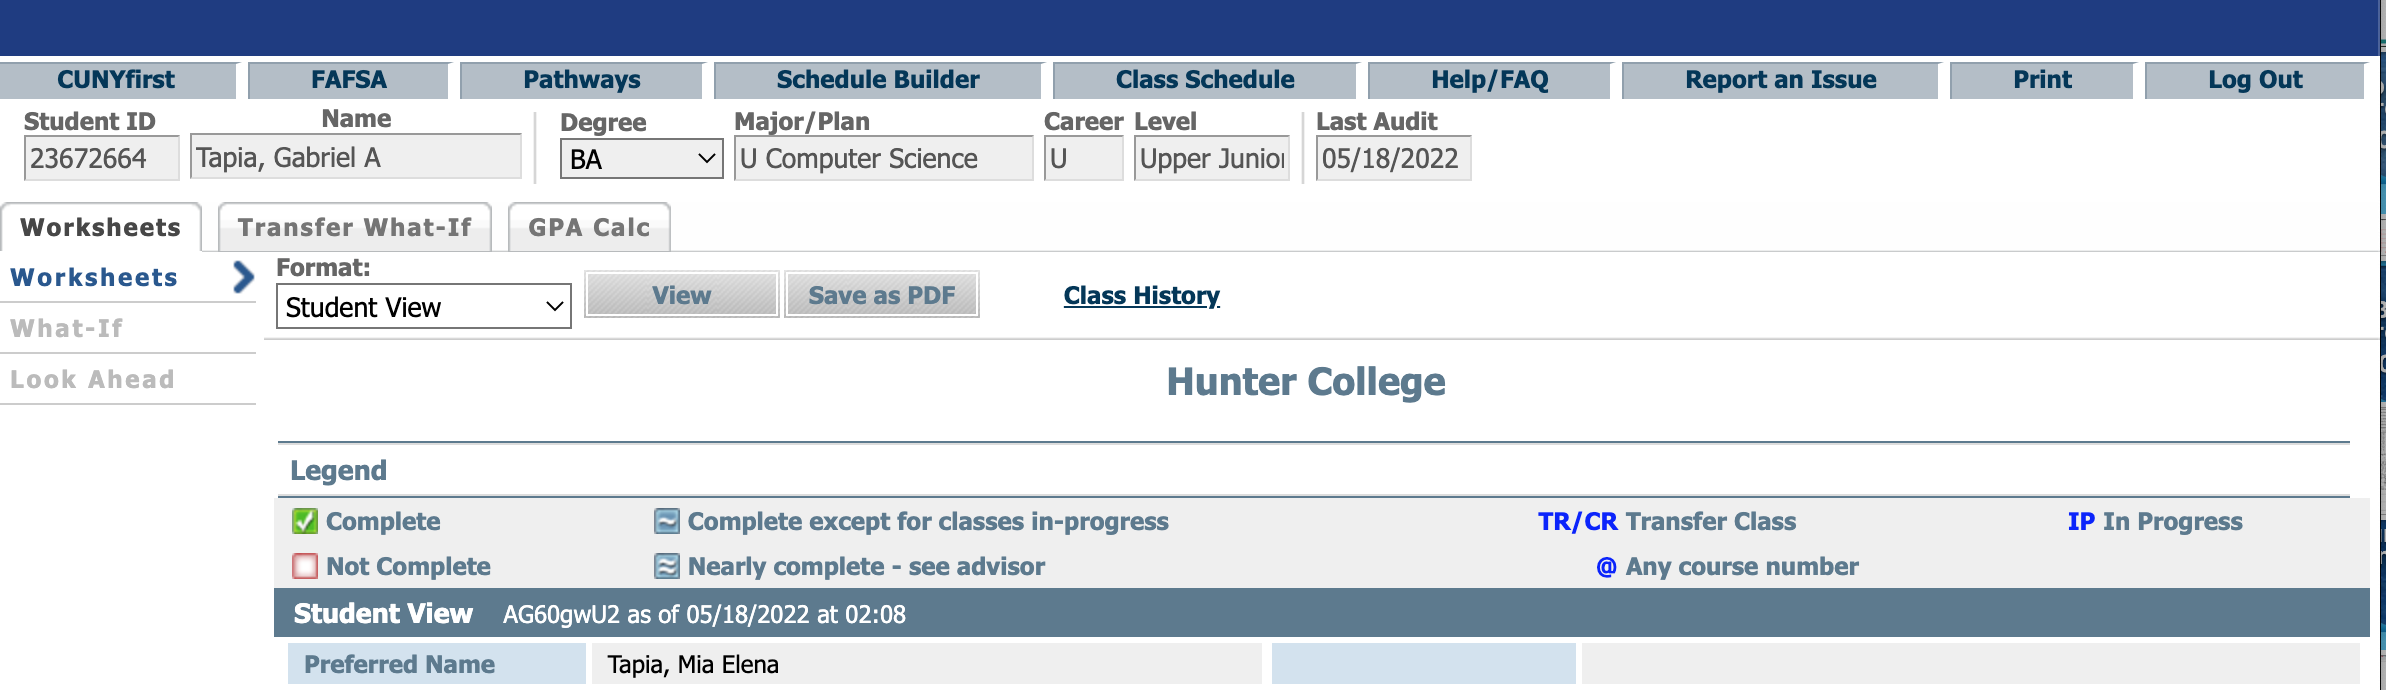 CUNYfirst FAFSA Pathways Schedule Builder Class Schedule Help/FAQ Report an Issue Print Log Out
Student ID Name Degree Major/Plan Career Level Last Audit
23672664 Tapia, Gabriel A BA U Computer Science U Upper Junior 05/18/2022
Worksheets Transfer What-If GPA Calc
Worksheets
What-If
Look Ahead
Format:
Student View View Save as PDF Class History
Hunter College
Legend
Complete Complete except for classes in-progress TR/CR Transfer Class IP In Progress
Not Complete Nearly complete - see advisor @ Any course number
Student View AG60gwU2 as of 05/18/2022 at 02:08
Preferred Name Tapia, Mia Elena